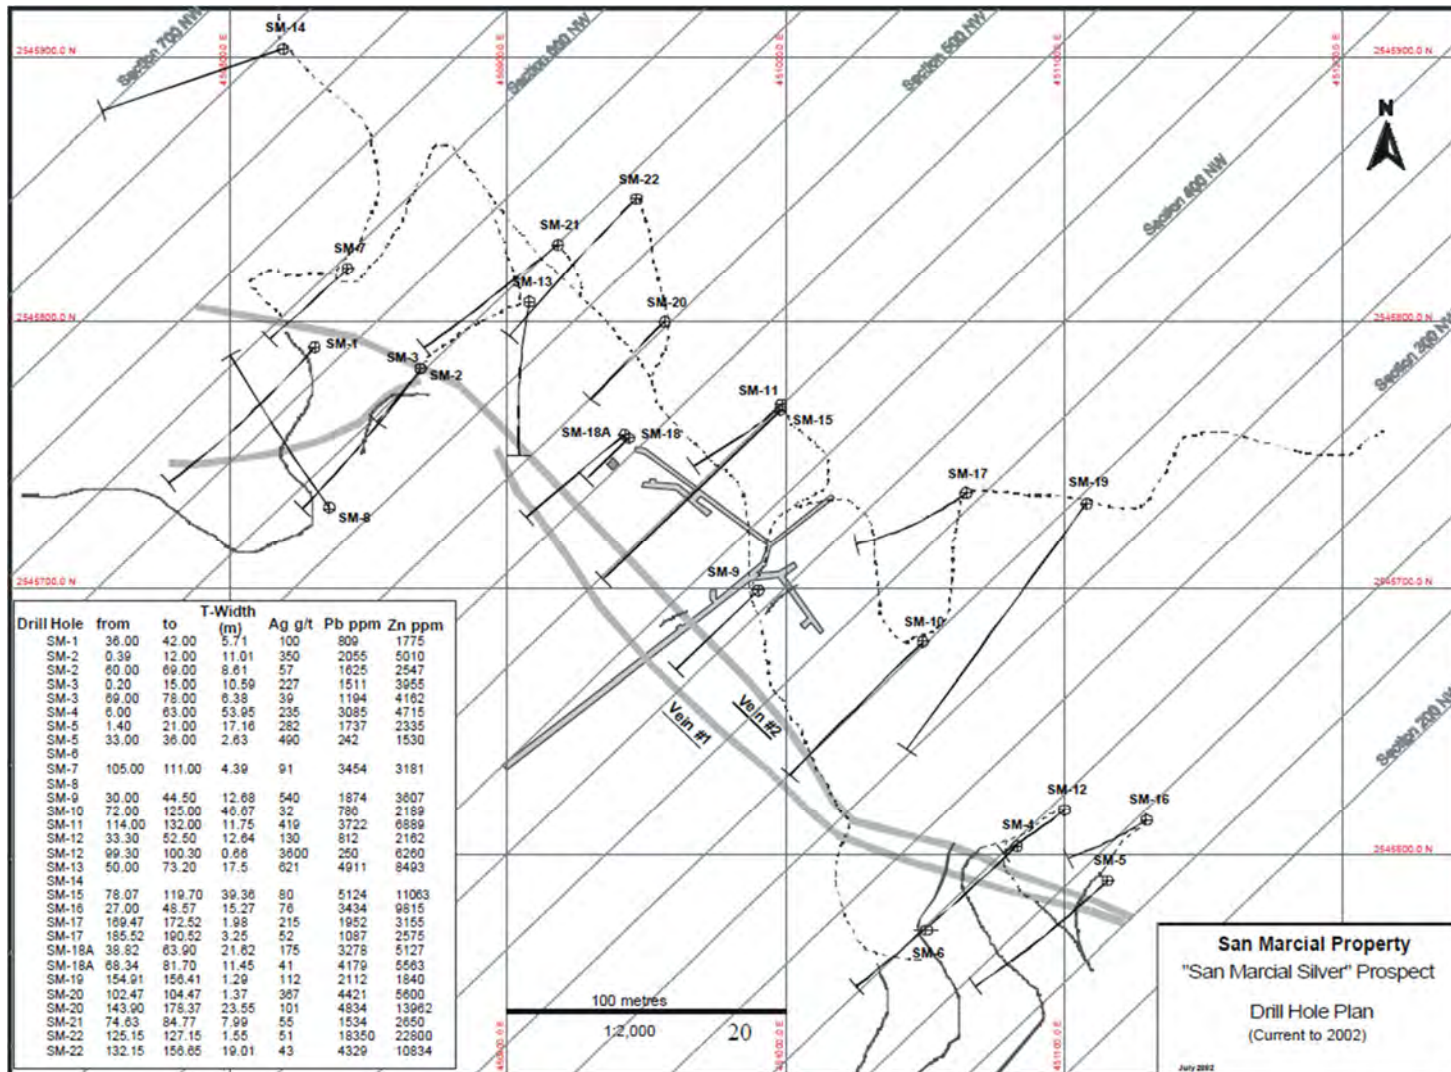 SM-14
Section 700 NW
Section 600 NW
Section 500 NW
2545900.0 N
2545900.0 N
450900.0 E
451000.0 E
451100.0 E
N
Section 400 NW
SM-22
SM-21
SM-7
SM-13
SM-20
2545800.0 N
2545800.0 N
SM-1
SM-3
SM-2
Section 300 NW
SM-11
SM-15
SM-18A
SM-18
SM-17
SM-19
SM-8
SM-9
2545700.0 N
2545700.0 N
SM-10
Vein #1
Vein #2
Section 200 NW
SM-12
SM-16
SM-4
SM-5
SM-6
Drill Hole from to T-Width (m) Ag g/t Pb ppm Zn ppm
SM-1 36.00 42.00 5.71 100 809 1775
SM-2 0.39 12.00 11.01 350 2055 5010
SM-2 60.00 69.00 8.61 57 1625 2547
SM-3 0.20 15.00 10.59 227 1511 3955
SM-3 69.00 78.00 6.38 39 1194 4162
SM-4 6.00 63.00 53.95 235 3085 4715
SM-5 1.40 21.00 17.16 282 1737 2335
SM-5 33.00 36.00 2.63 490 242 1530
SM-6
SM-7 105.00 111.00 4.39 91 3454 3181
SM-8
SM-9 30.00 44.50 12.68 540 1874 3607
SM-10 72.00 125.00 46.67 32 786 2189
SM-11 114.00 132.00 11.75 419 3722 6889
SM-12 33.30 52.50 12.64 130 812 2162
SM-12 99.30 100.30 0.66 3600 250 6260
SM-13 50.00 73.20 17.5 621 4911 8493
SM-14
SM-15 78.07 119.70 39.36 80 5124 11063
SM-16 27.00 48.57 15.27 76 3434 9815
SM-17 169.47 172.52 1.98 215 1952 3155
SM-17 185.52 190.52 3.25 52 1087 2575
SM-18A 38.82 63.90 21.62 175 3278 5127
SM-18A 68.34 81.70 11.45 41 4179 5563
SM-19 154.91 156.41 1.29 112 2112 1840
SM-20 102.47 104.47 1.37 367 4421 5600
SM-20 143.90 178.37 23.55 101 4834 13962
SM-21 74.63 84.77 7.99 55 1534 2650
SM-22 125.15 127.15 1.55 51 18350 22800
SM-22 132.15 156.65 19.01 43 4329 10834
100 metres
1:2,000
20
450900.0 E
451000.0 E
451100.0 E
San Marcial Property
"San Marcial Silver" Prospect
Drill Hole Plan
(Current to 2002)
July 2002